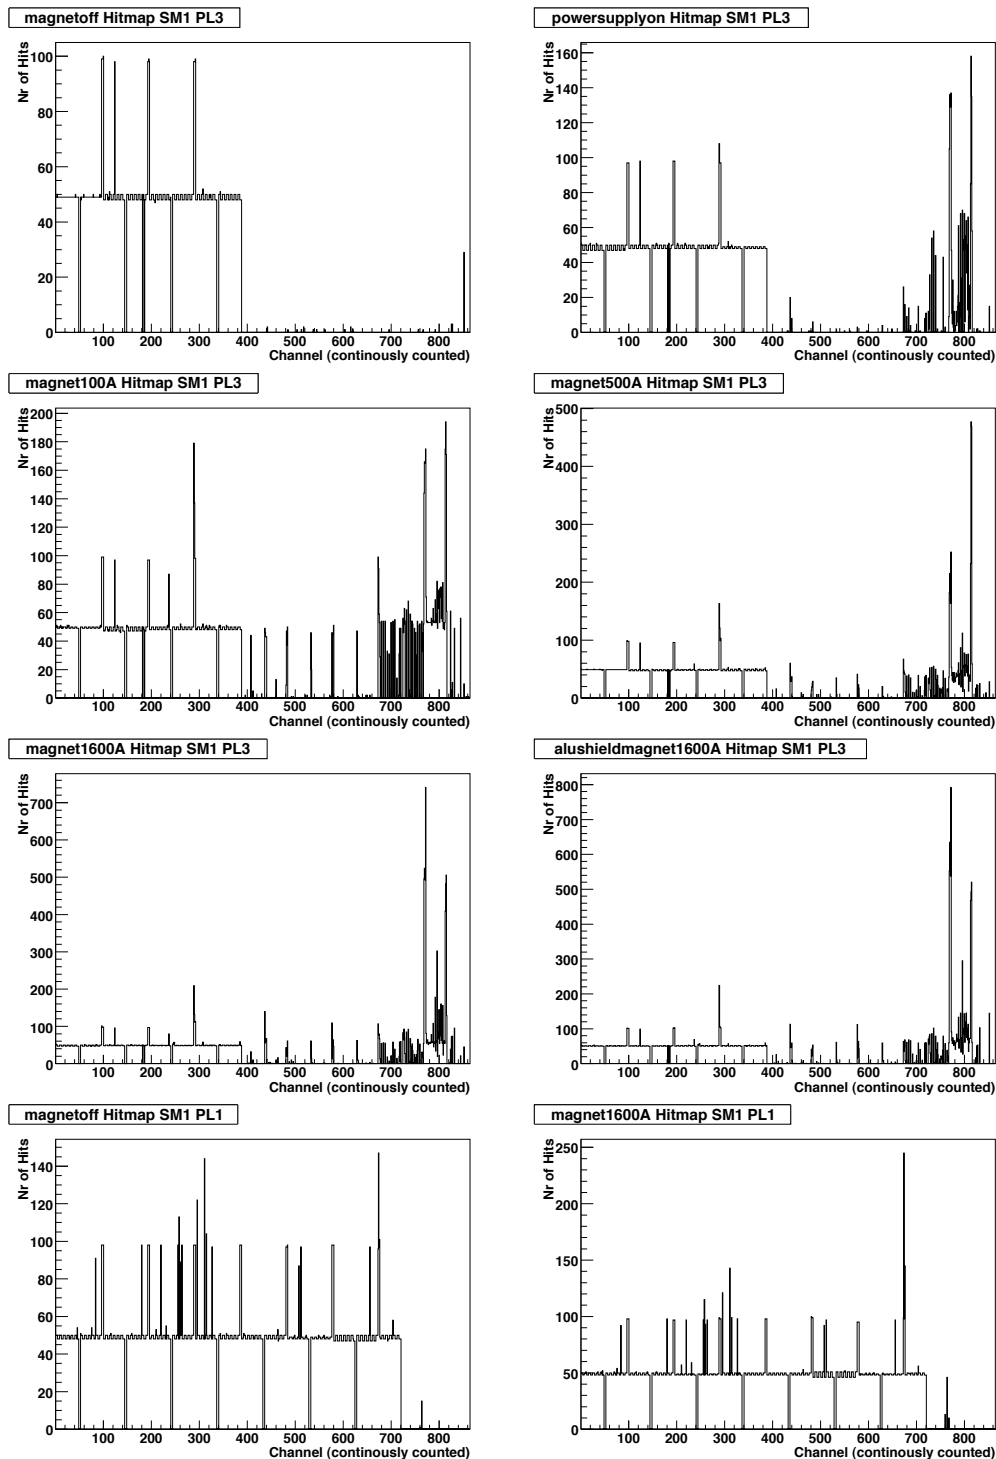 magnetoff Hitmap SM1 PL3
Nr of Hits
100
80
60
40
20
0
100 200 300 400 500 600 700 800
Channel (continously counted)
powersupplyon Hitmap SM1 PL3
Nr of Hits
160
140
120
100
80
60
40
20
0
100 200 300 400 500 600 700 800
Channel (continously counted)
magnet100A Hitmap SM1 PL3
Nr of Hits
200
180
160
140
120
100
80
60
40
20
0
100 200 300 400 500 600 700 800
Channel (continously counted)
magnet500A Hitmap SM1 PL3
Nr of Hits
500
400
300
200
100
0
100 200 300 400 500 600 700 800
Channel (continously counted)
magnet1600A Hitmap SM1 PL3
Nr of Hits
700
600
500
400
300
200
100
0
100 200 300 400 500 600 700 800
Channel (continously counted)
alushieldmagnet1600A Hitmap SM1 PL3
Nr of Hits
800
700
600
500
400
300
200
100
0
100 200 300 400 500 600 700 800
Channel (continously counted)
magnetoff Hitmap SM1 PL1
Nr of Hits
140
120
100
80
60
40
20
0
100 200 300 400 500 600 700 800
Channel (continously counted)
magnet1600A Hitmap SM1 PL1
Nr of Hits
250
200
150
100
50
0
100 200 300 400 500 600 700 800
Channel (continously counted)